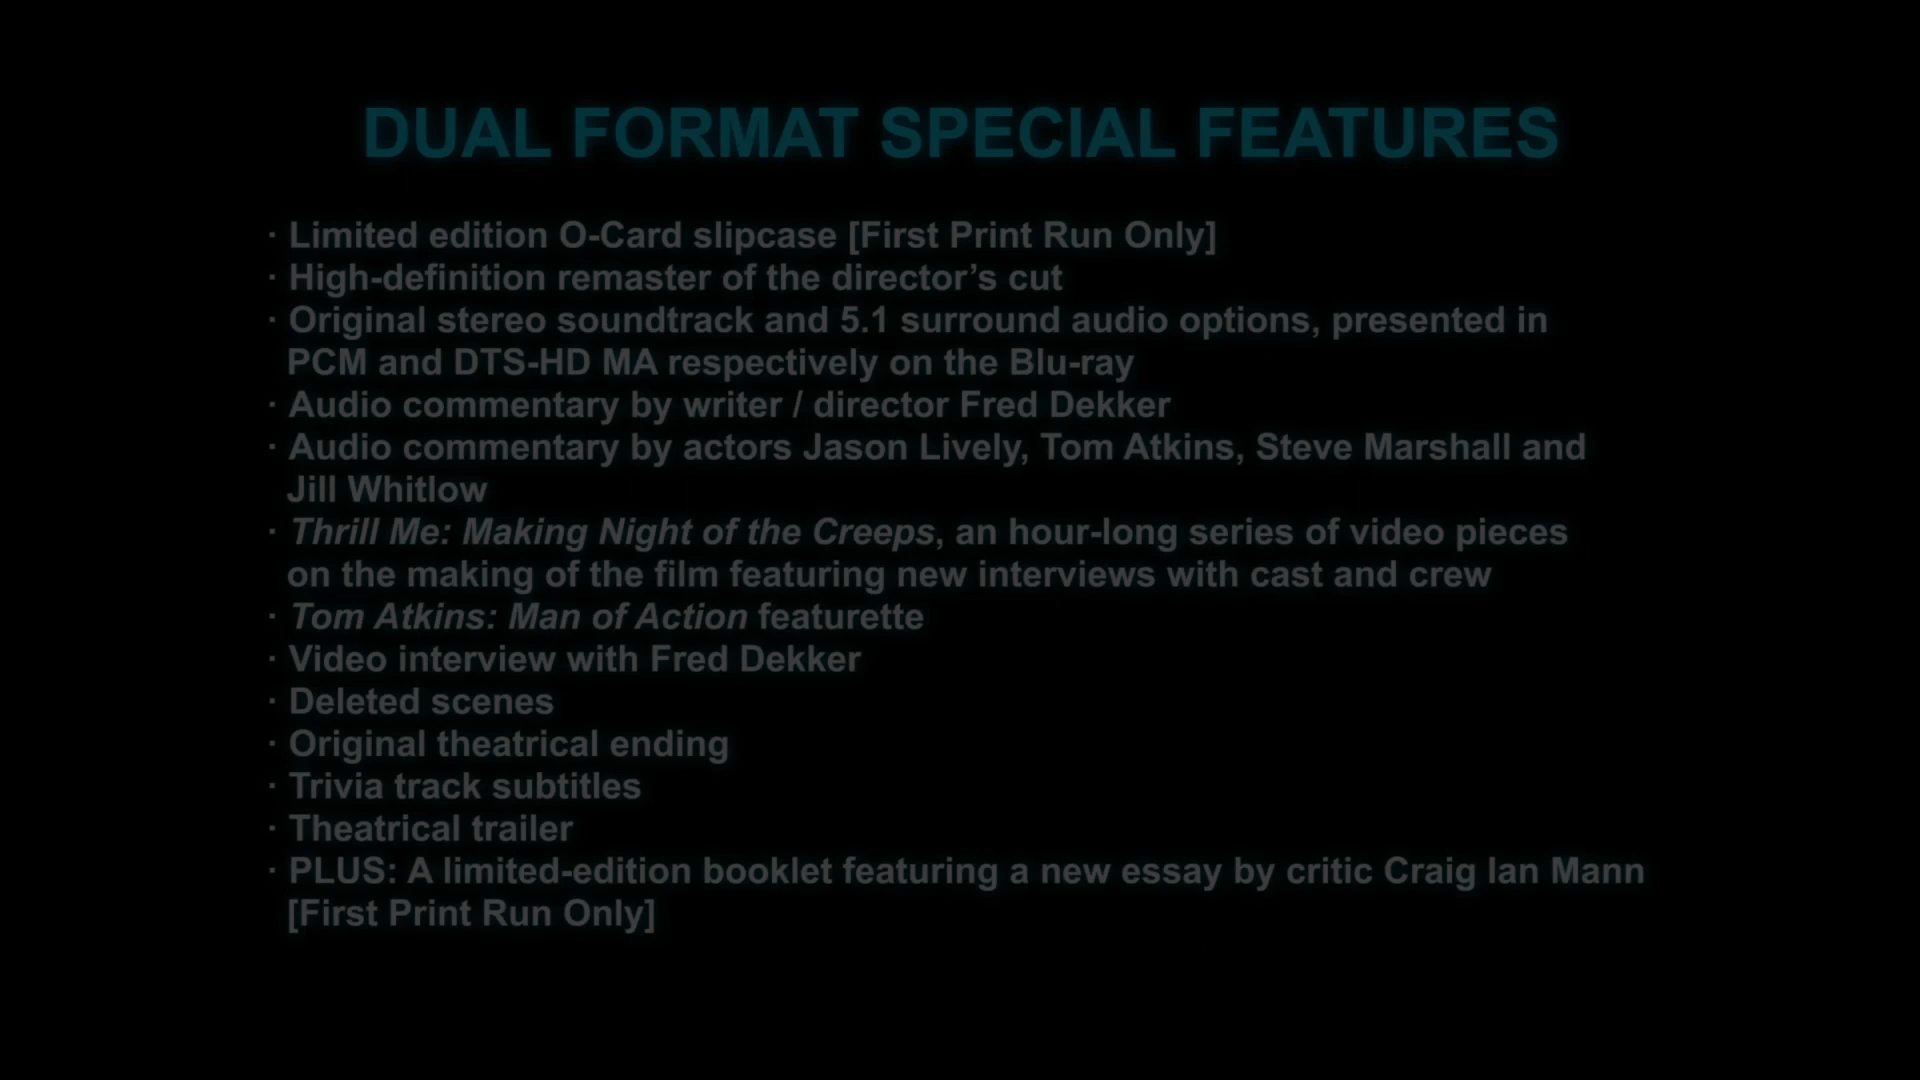 DUAL FORMAT SPECIAL FEATURES
· Limited edition O-Card slipcase [First Print Run Only]
· High-definition remaster of the director’s cut
· Original stereo soundtrack and 5.1 surround audio options, presented in
PCM and DTS-HD MA respectively on the Blu-ray
· Audio commentary by writer / director Fred Dekker
· Audio commentary by actors Jason Lively, Tom Atkins, Steve Marshall and
Jill Whitlow
· Thrill Me: Making Night of the Creeps, an hour-long series of video pieces
on the making of the film featuring new interviews with cast and crew
· Tom Atkins: Man of Action featurette
· Video interview with Fred Dekker
· Deleted scenes
· Original theatrical ending
· Trivia track subtitles
· Theatrical trailer
· PLUS: A limited-edition booklet featuring a new essay by critic Craig Ian Mann
[First Print Run Only]